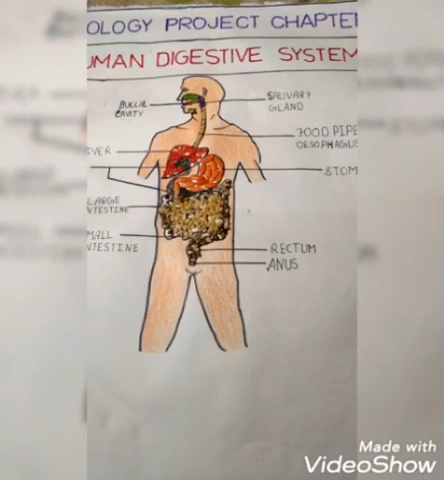 OLOGY PROJECT CHAPTE
UMAN DIGESTIVE SYSTEM
BUCCAL
CAVITY
SALIVARY
GLAND
FOOD PIPE
OESOPHAGUS
IVER
STOM
LARGE
NTESTINE
MALL
NTESTINE
RECTUM
ANUS
Made with
VideoShow